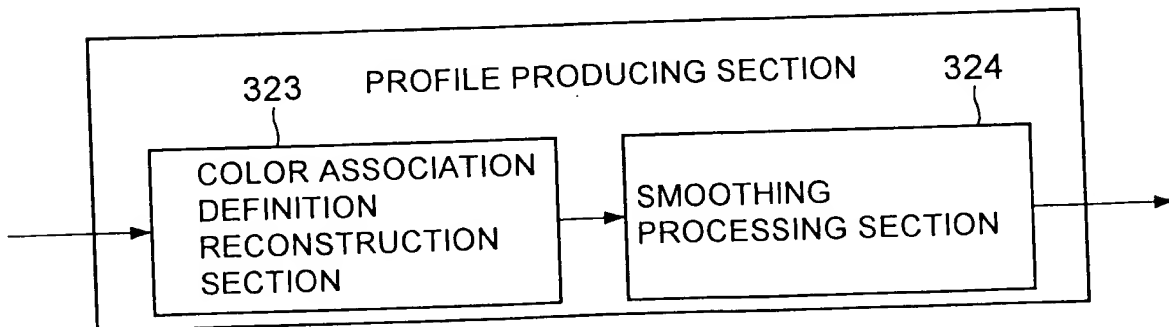 PROFILE PRODUCING SECTION
323
324
COLOR ASSOCIATION
DEFINITION
RECONSTRUCTION
SECTION
SMOOTHING
PROCESSING SECTION